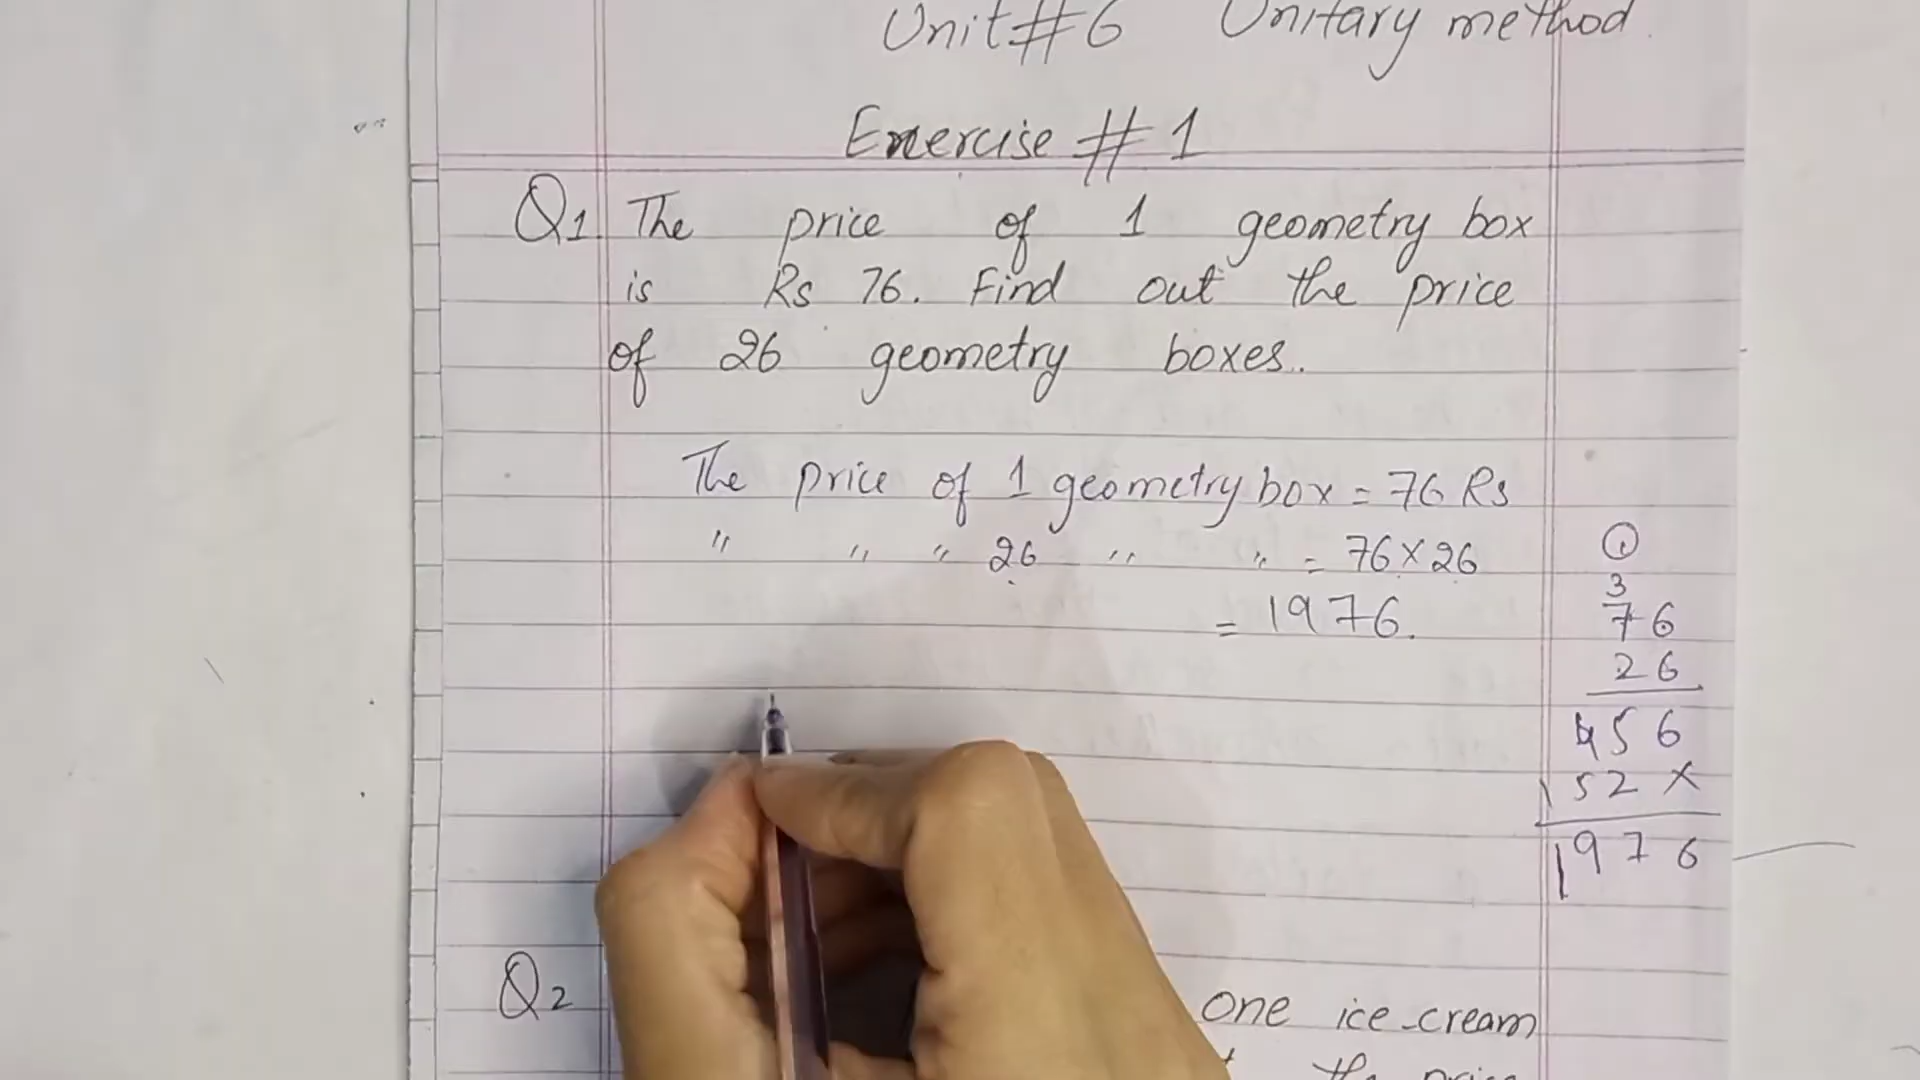 Unit#6 Unitary method.
Exercise # 1
Q1. The price of 1 geometry box
is Rs 76. Find out the price
of 26 geometry boxes..
The price of 1 geometry box = 76 Rs
" " " 26 " " = 76×26
= 1976.
1
3
76
26
456
152×
1976
Q2 one ice-cream
the